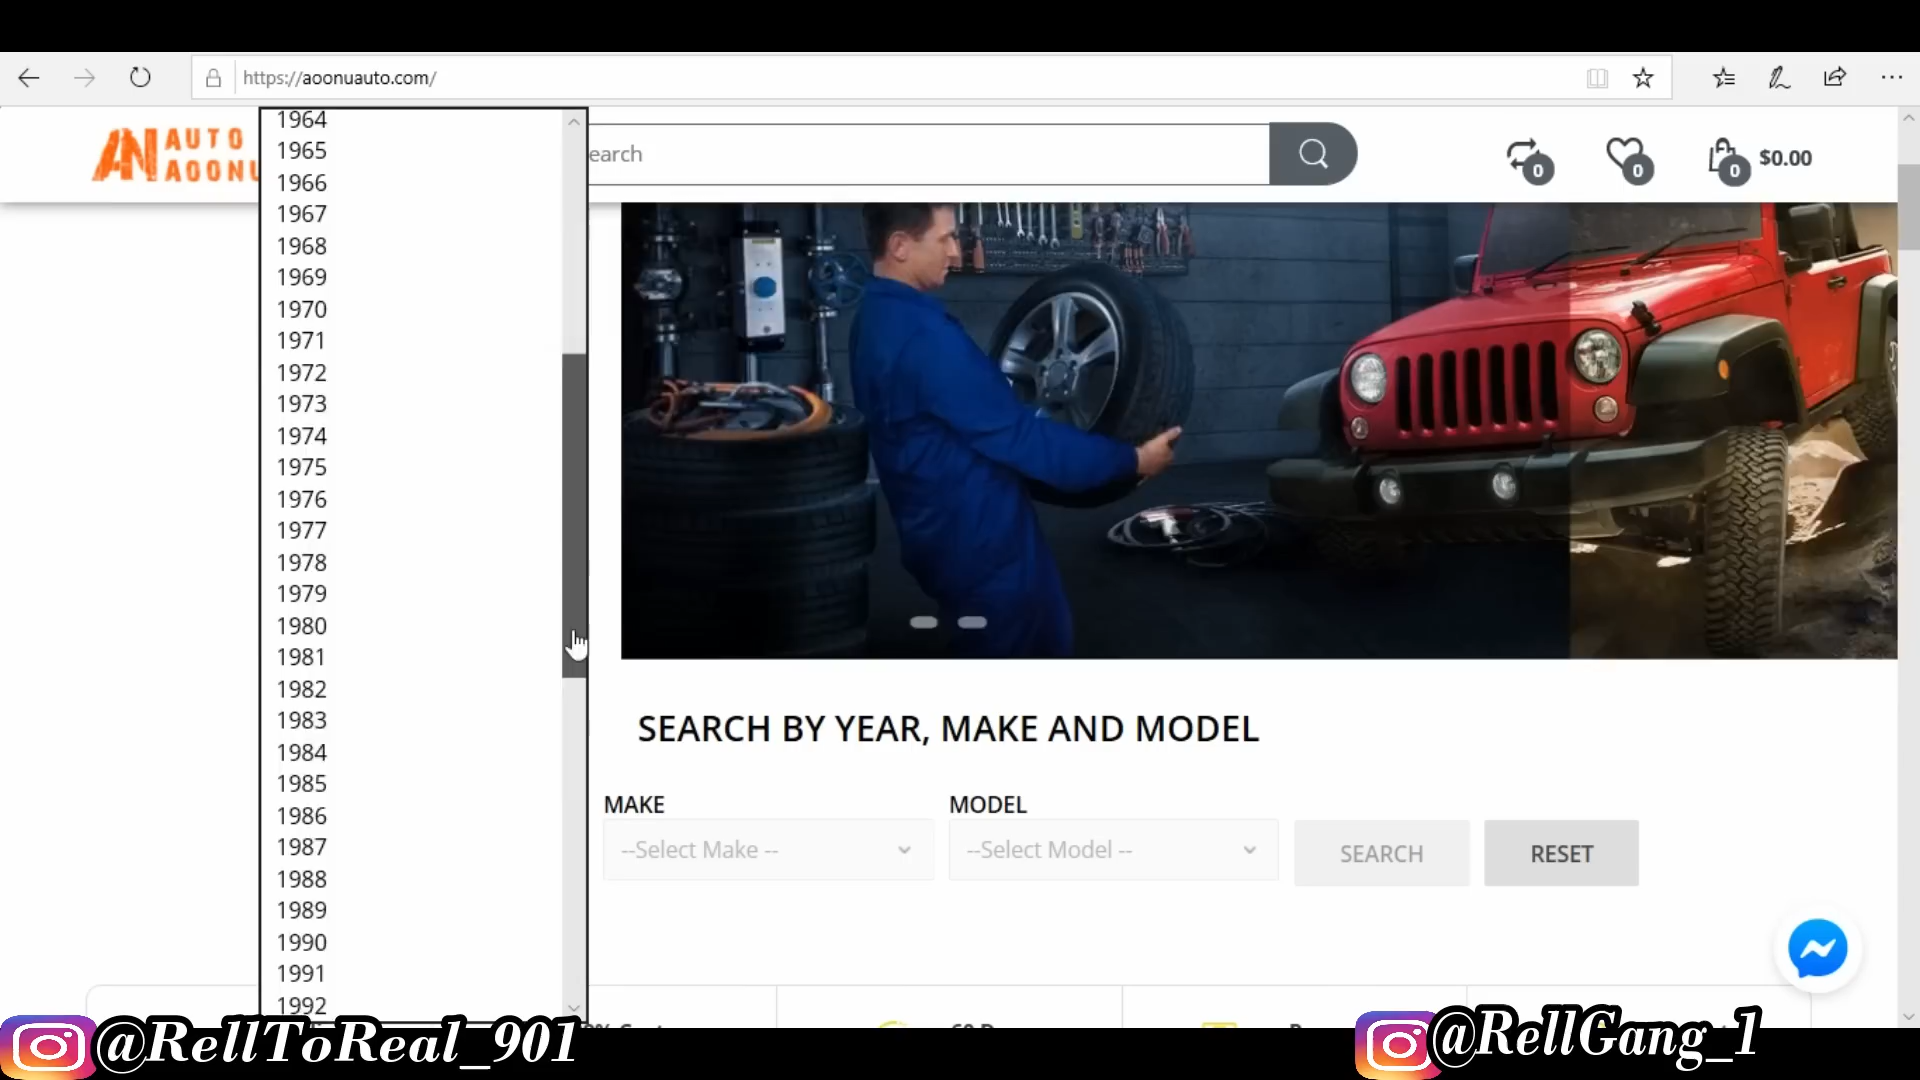 https://aoonuauto.com/
AUTO
AOONU
earch
0
0
0
$0.00
1964
1965
1966
1967
1968
1969
1970
1971
1972
1973
1974
1975
1976
1977
1978
1979
1980
1981
1982
1983
1984
1985
1986
1987
1988
1989
1990
1991
1992
SEARCH BY YEAR, MAKE AND MODEL
MAKE
MODEL
--Select Make --
--Select Model --
SEARCH
RESET
@RellToReal_901
@RellGang_1